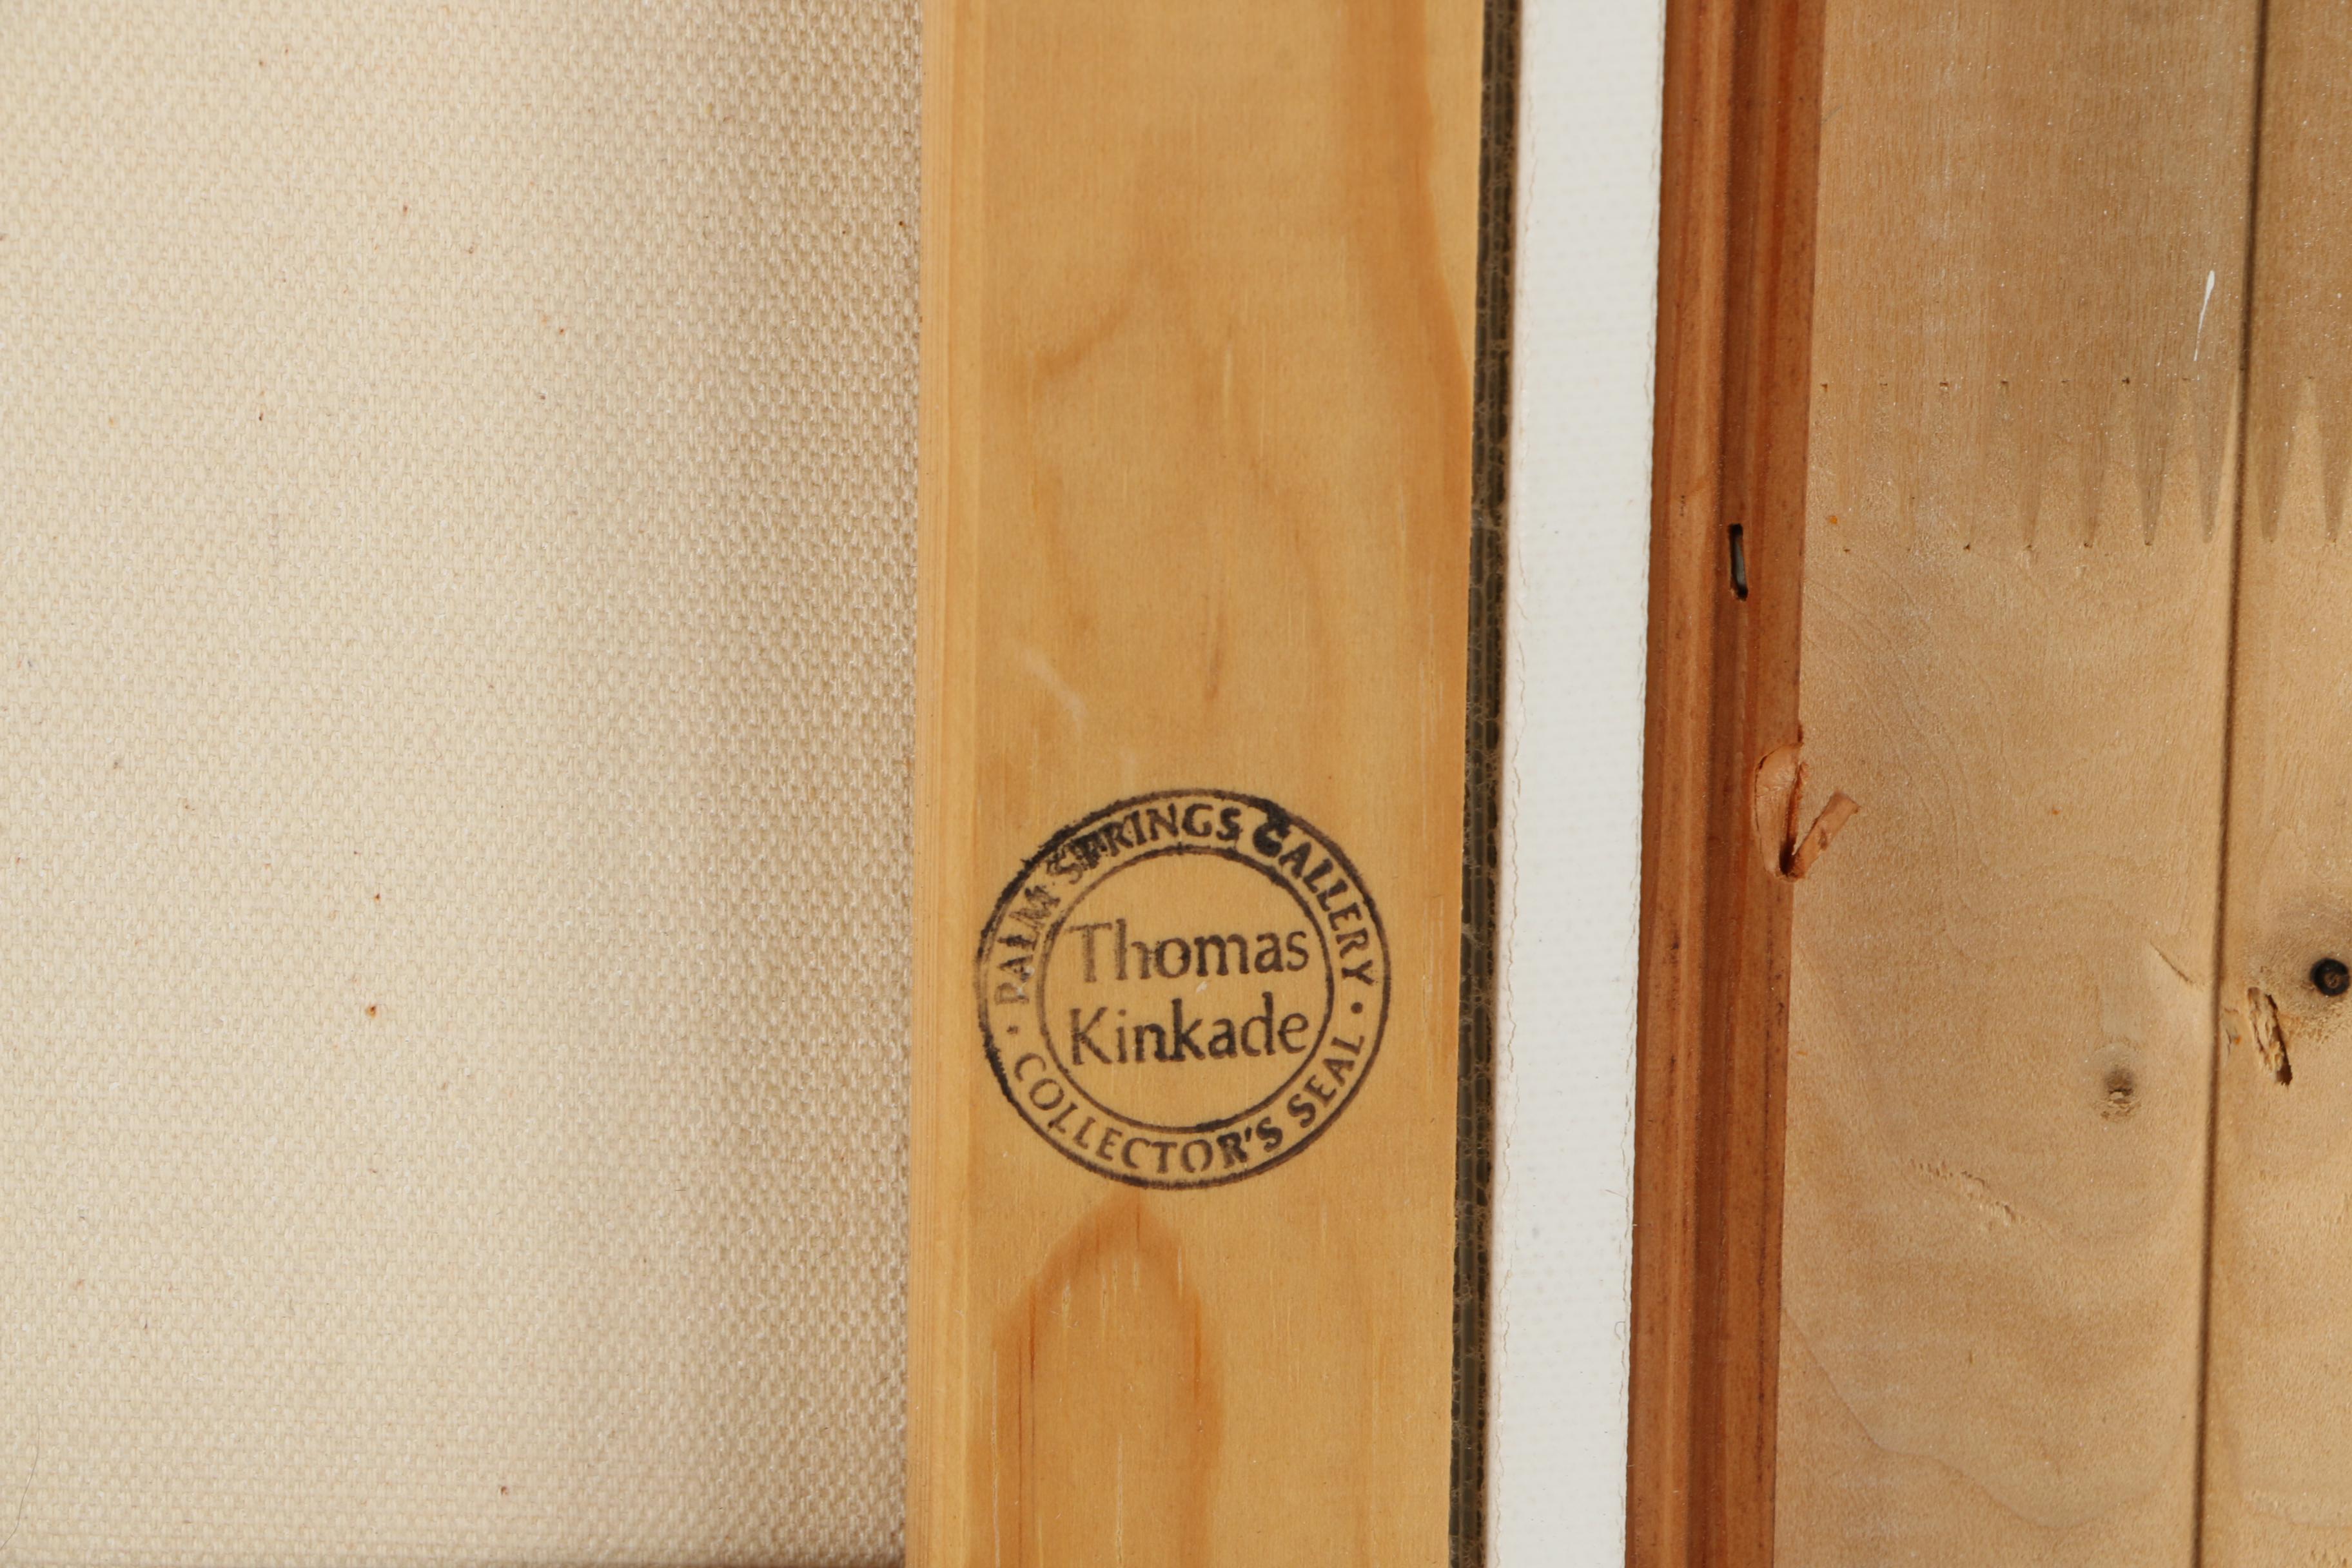 PALM SPRINGS GALLERY
Thomas
Kinkade
· COLLECTOR'S SEAL ·